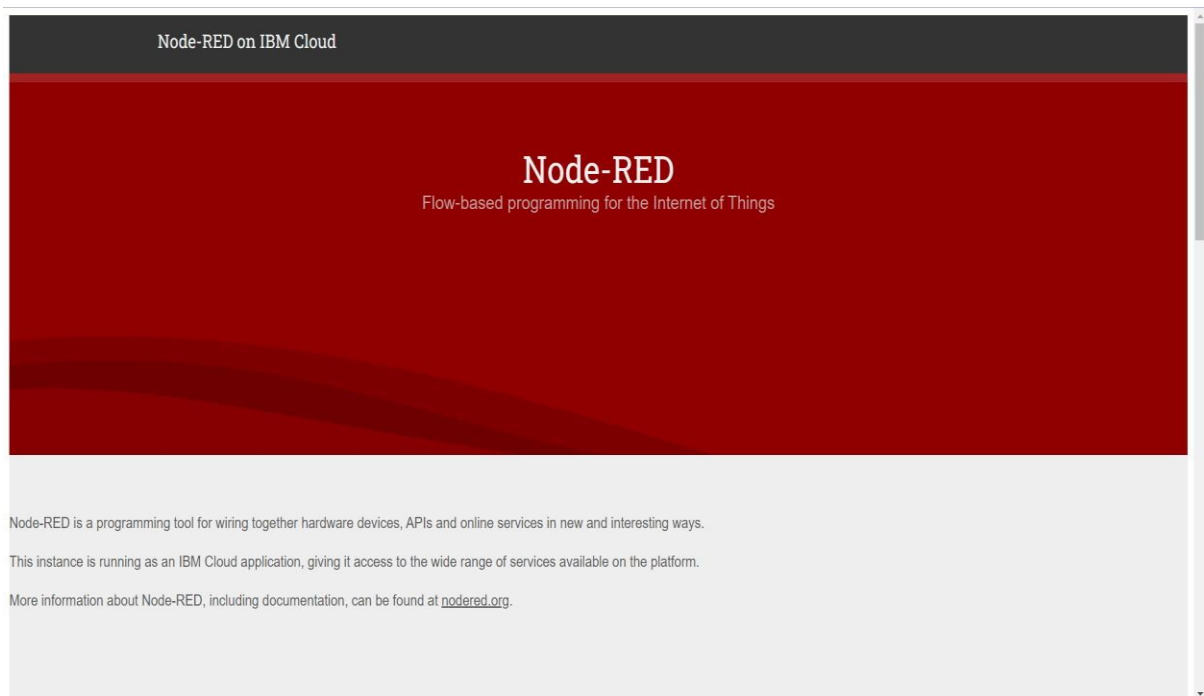 Node-RED on IBM Cloud
Node-RED
Flow-based programming for the Internet of Things
Node-RED is a programming tool for wiring together hardware devices, APIs and online services in new and interesting ways.
This instance is running as an IBM Cloud application, giving it access to the wide range of services available on the platform.
More information about Node-RED, including documentation, can be found at nodered.org.